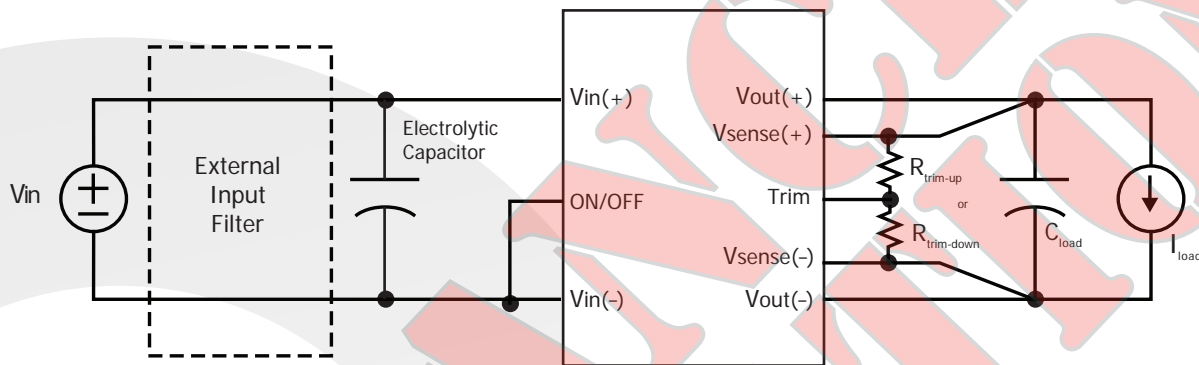 Vin
External
Input
Filter
Electrolytic
Capacitor
Vin(+)
ON/OFF
Vin(–)
Vout(+)
Vsense(+)
Trim
Vsense(–)
Vout(–)
Rtrim-up
or
Rtrim-down
Cload
Iload